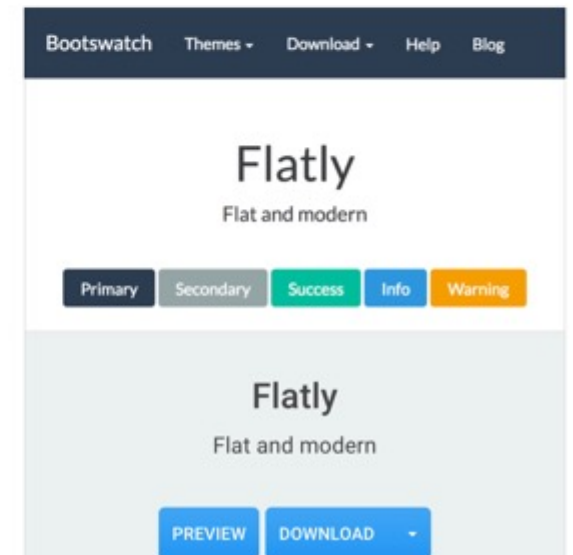 Bootswatch Themes Download Help Blog
Flatly
Flat and modern
Primary Secondary Success Info Warning
Flatly
Flat and modern
PREVIEW DOWNLOAD